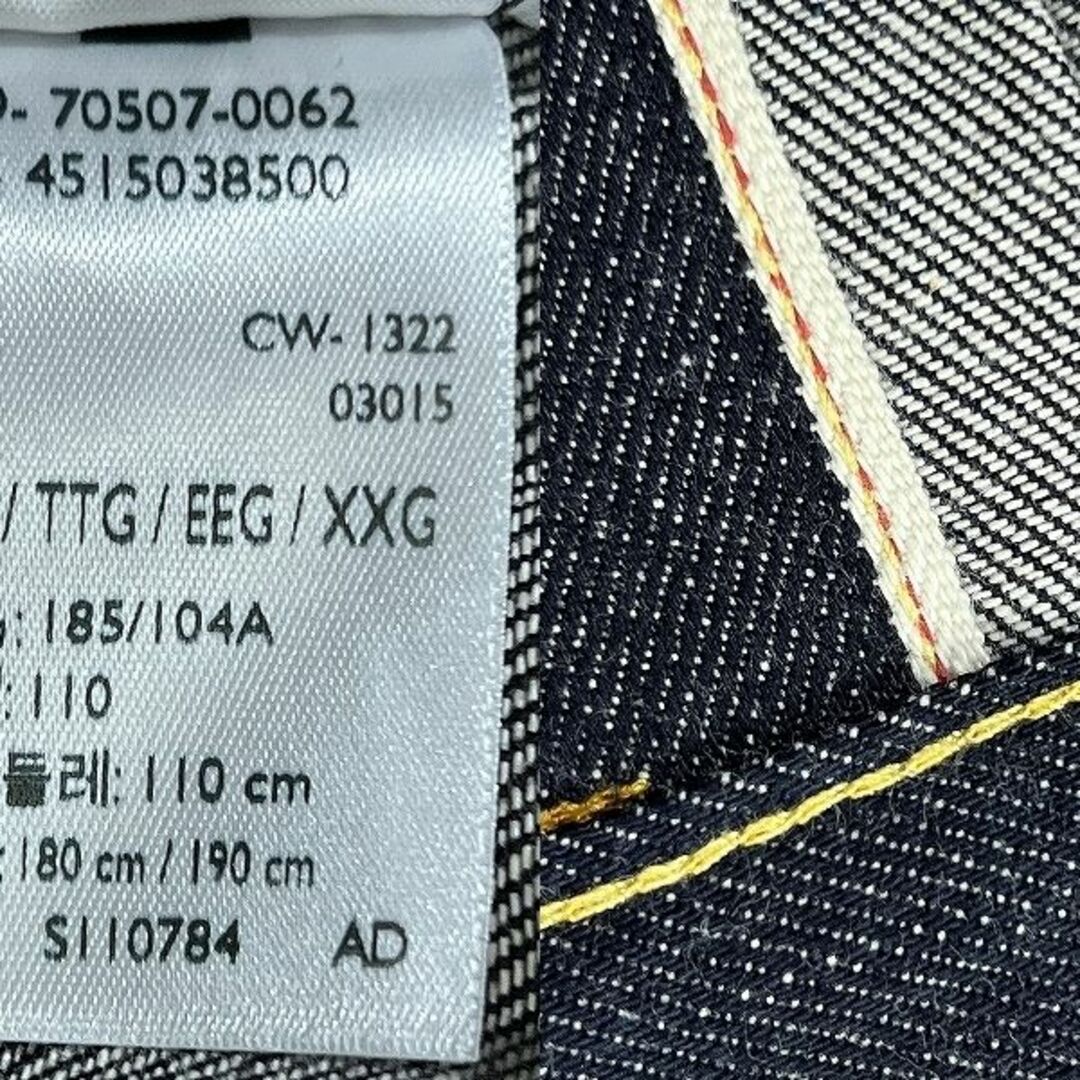 - 70507-0062
4515038500
CW- 1322
03015
/ TTG / EEG / XXG
: 185/104A
: 110
둘레: 110 cm
: 180 cm / 190 cm
S110784 AD